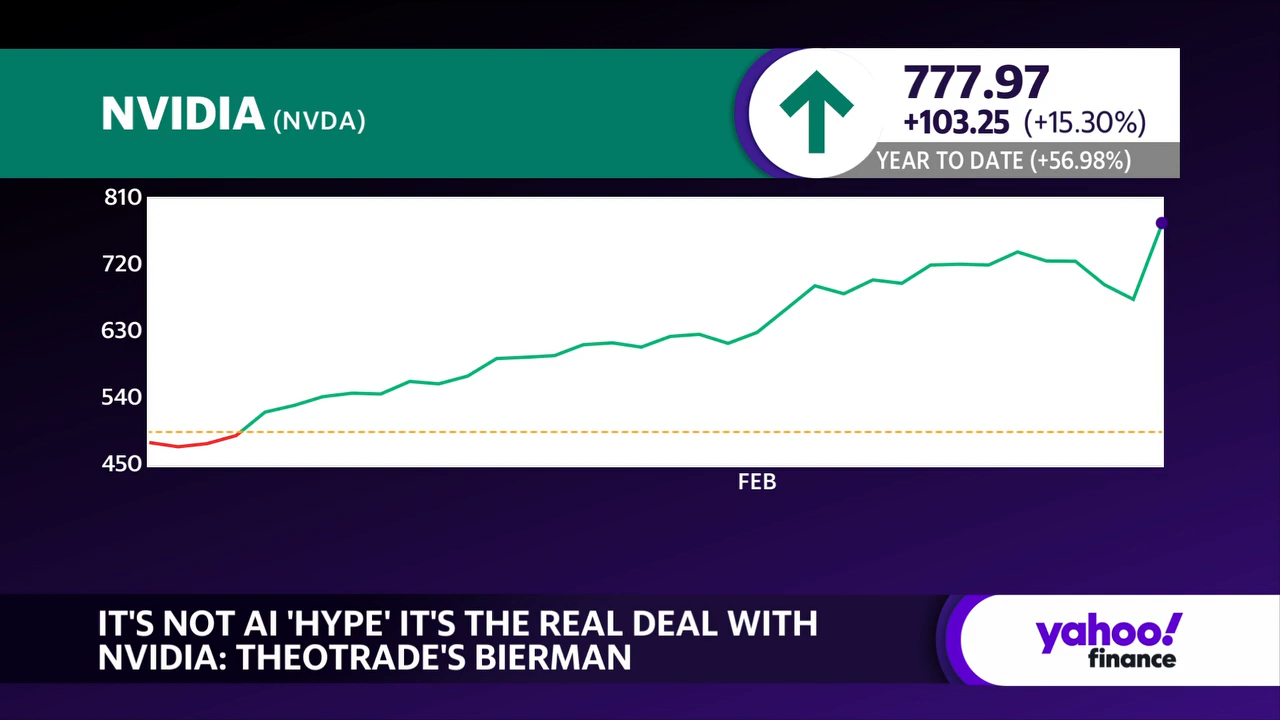 NVIDIA (NVDA)
777.97
+103.25 (+15.30%)
YEAR TO DATE (+56.98%)
810
720
630
540
450
FEB
IT'S NOT AI 'HYPE' IT'S THE REAL DEAL WITH
NVIDIA: THEOTRADE'S BIERMAN
yahoo!
finance